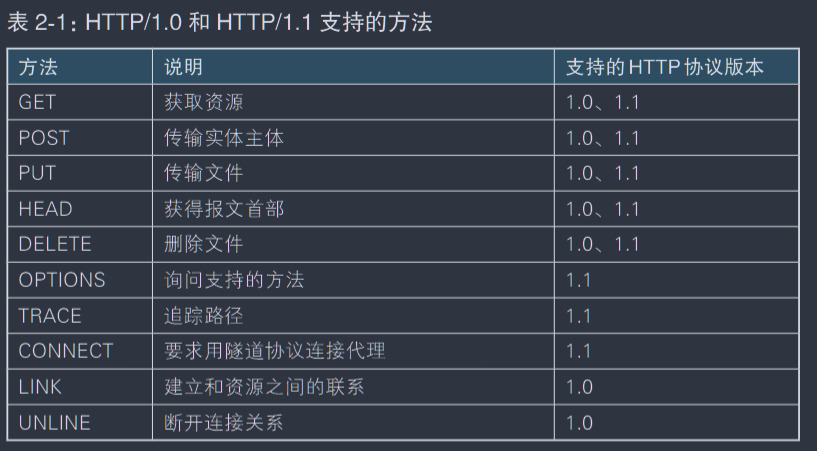 表 2-1：HTTP/1.0 和 HTTP/1.1 支持的方法
方法 说明 支持的HTTP协议版本
GET 获取资源 1.0、1.1
POST 传输实体主体 1.0、1.1
PUT 传输文件 1.0、1.1
HEAD 获得报文首部 1.0、1.1
DELETE 删除文件 1.0、1.1
OPTIONS 询问支持的方法 1.1
TRACE 追踪路径 1.1
CONNECT 要求用隧道协议连接代理 1.1
LINK 建立和资源之间的联系 1.0
UNLINE 断开连接关系 1.0